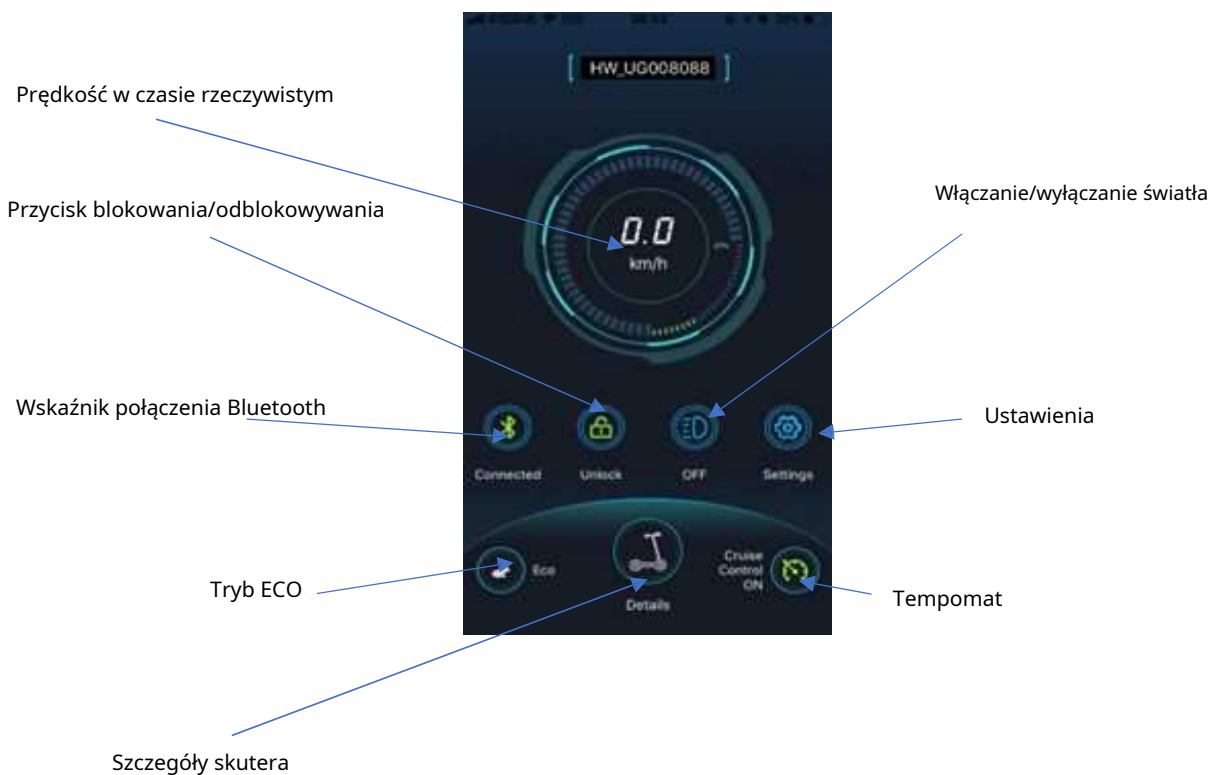 HW_UG008088
Prędkość w czasie rzeczywistym
Włączanie/wyłączanie światła
Przycisk blokowania/odblokowywania
0.0
km/h
Wskaźnik połączenia Bluetooth
Ustawienia
Connected
Unlock
OFF
Settings
Eco
Cruise
Control
ON
Tryb ECO
Details
Tempomat
Szczegóły skutera